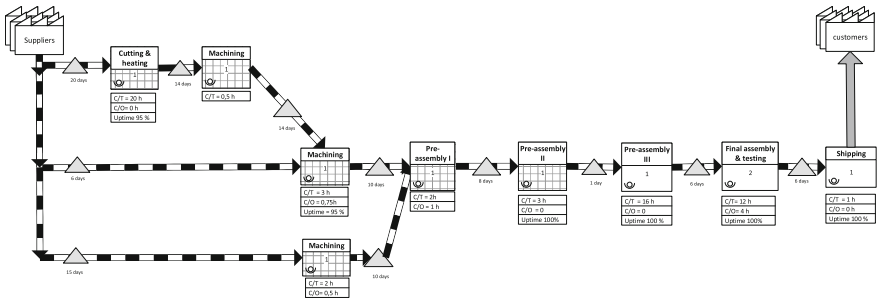 Suppliers
customers
Cutting &
heating
1
C/T = 20 h
C/O= 0 h
Uptime 95 %
Machining
1
C/T = 0,5 h
20 days
14 days
14 days
Machining
1
C/T = 3 h
C/O = 0,75h
Uptime = 95 %
6 days
10 days
Pre-
assembly I
1
C/T = 2h
C/O = 1 h
8 days
Pre-assembly
II
1
C/T = 3 h
C/O = 0
Uptime 100%
1 day
Pre-assembly
III
1
C/T = 16 h
C/O = 0
Uptime 100 %
6 days
Final assembly
& testing
2
C/T= 12 h
C/O= 4 h
Uptime 100%
6 days
Shipping
1
C/T = 1 h
C/O = 0 h
Uptime 100 %
15 days
Machining
1
C/T = 2 h
C/O= 0,5 h
10 days